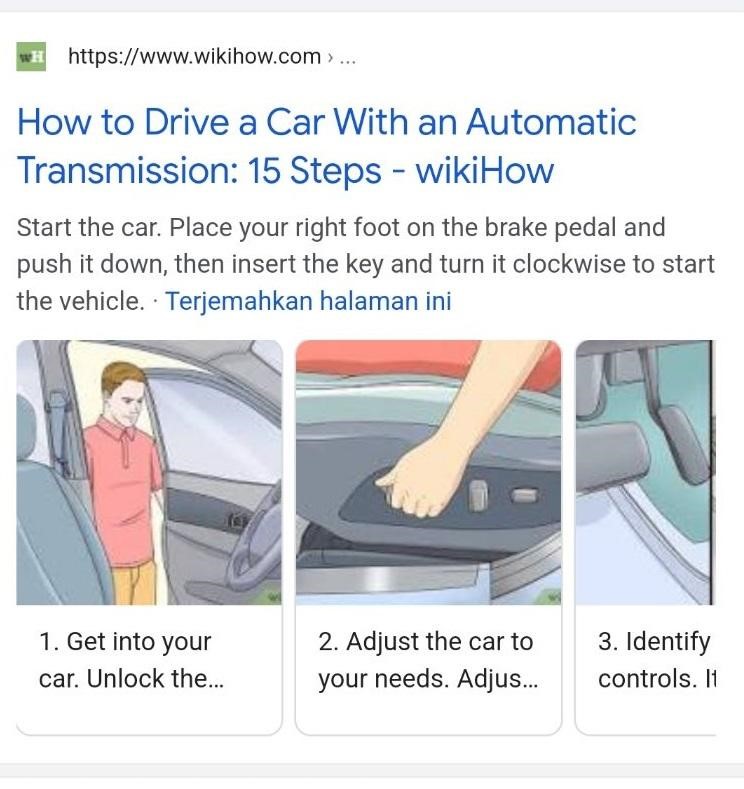 wH
https://www.wikihow.com › ...
How to Drive a Car With an Automatic
Transmission: 15 Steps - wikiHow
Start the car. Place your right foot on the brake pedal and
push it down, then insert the key and turn it clockwise to start
the vehicle. · Terjemahkan halaman ini
1. Get into your
car. Unlock the...
2. Adjust the car to
your needs. Adjus...
3. Identify
controls. It